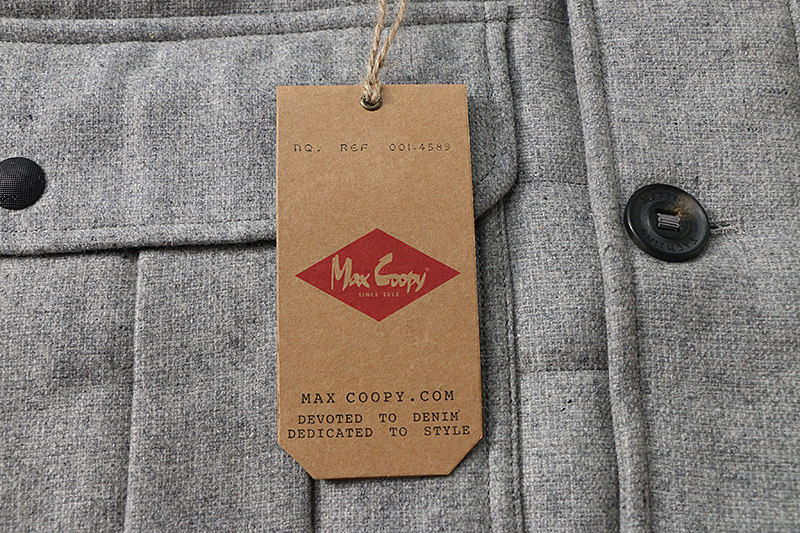 NO. REF 001-4589
Max Coopy
SINCE 2012
MAX COOPY.COM
DEVOTED TO DENIM
DEDICATED TO STYLE